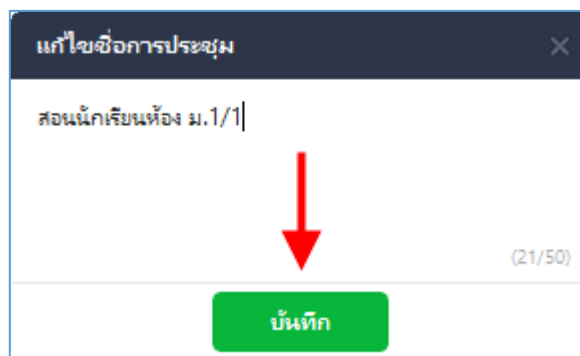 แก้ไขชื่อการประชุม
สอนนักเรียนห้อง ม.1/1
(21/50)
บันทึก